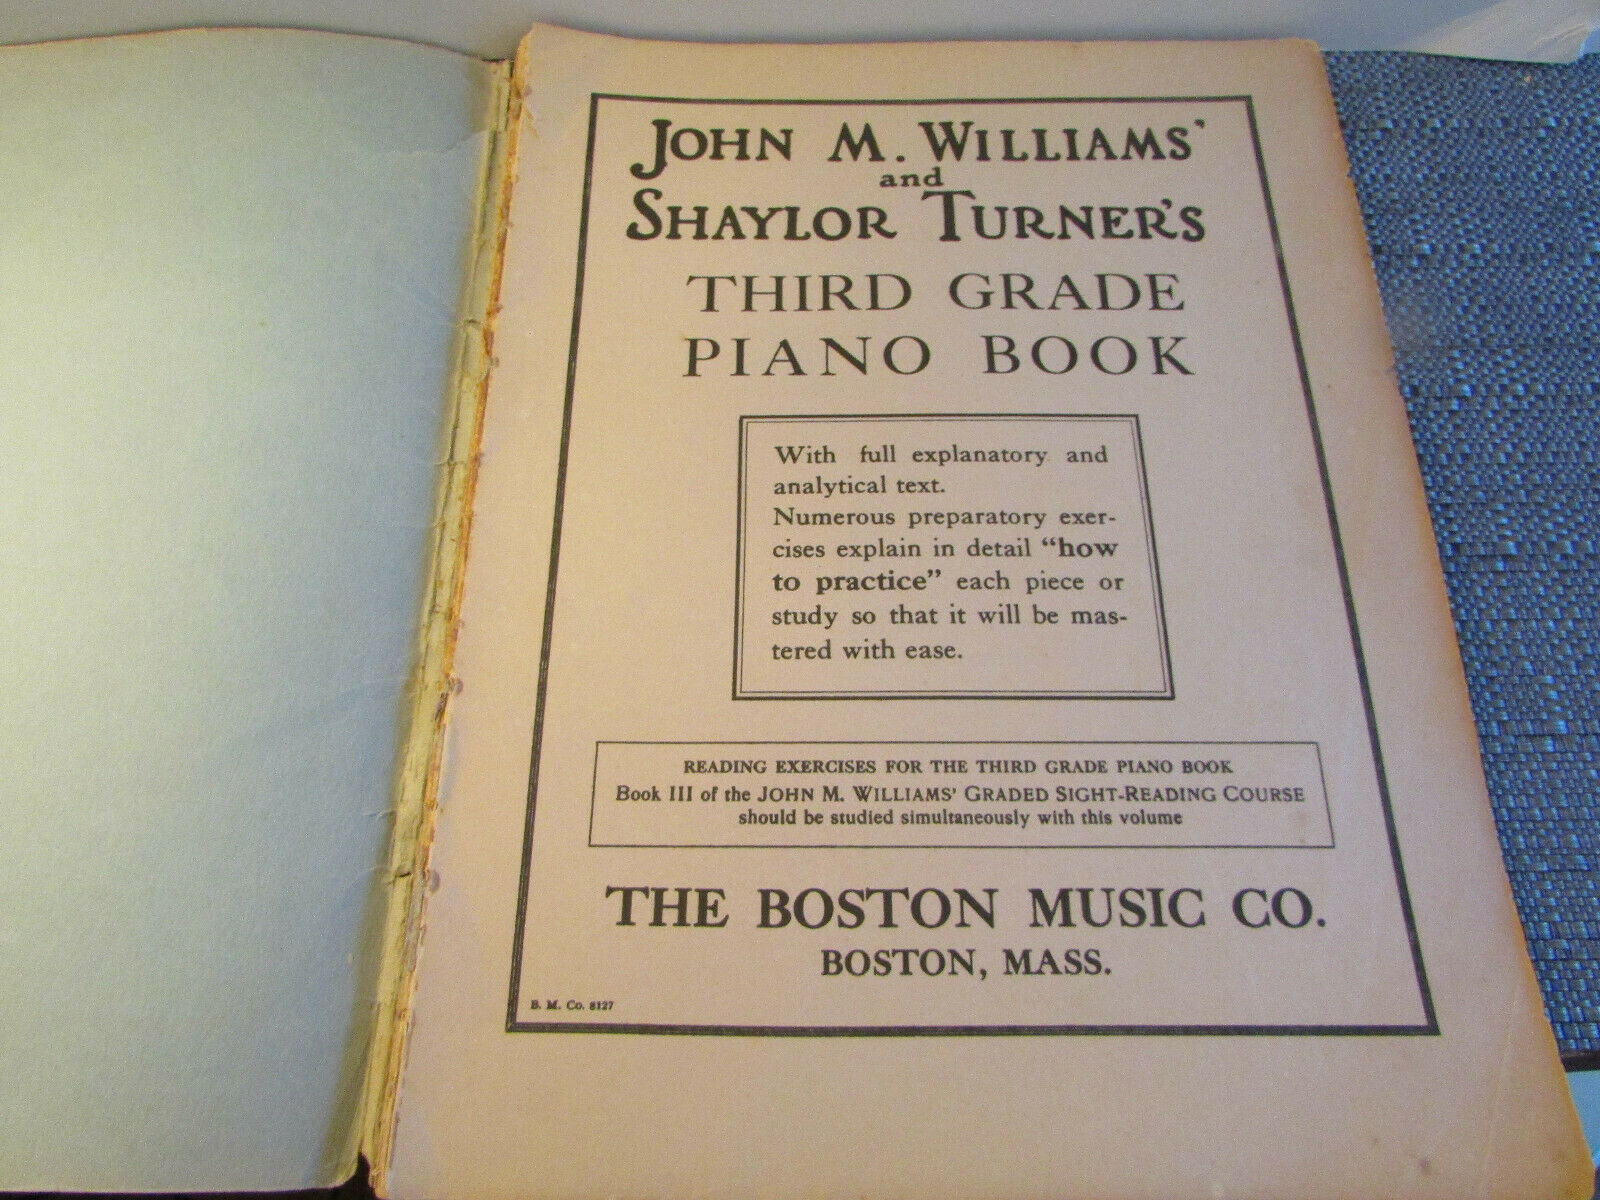 JOHN M. WILLIAMS'
and
SHAYLOR TURNER'S
THIRD GRADE
PIANO BOOK
With full explanatory and
analytical text.
Numerous preparatory exer-
cises explain in detail "how
to practice" each piece or
study so that it will be mas-
tered with ease.
READING EXERCISES FOR THE THIRD GRADE PIANO BOOK
Book III of the JOHN M. WILLIAMS' GRADED SIGHT-READING COURSE
should be studied simultaneously with this volume
THE BOSTON MUSIC CO.
BOSTON, MASS.
B. M. Co. 8127